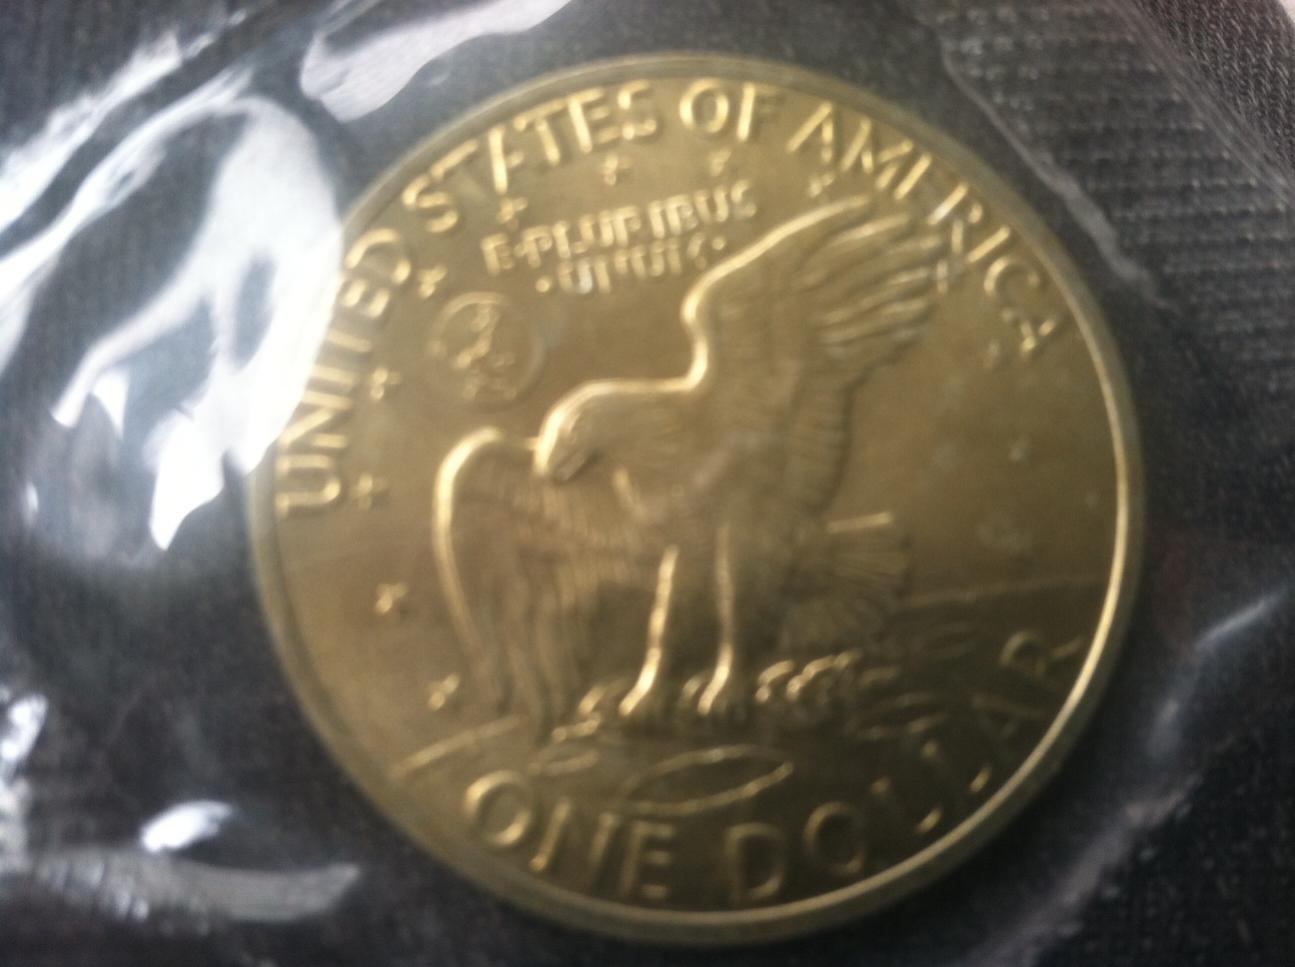 UNITED STATES OF AMERICA
E·PLURIBUS
·UNUM·
ONE DOLLAR